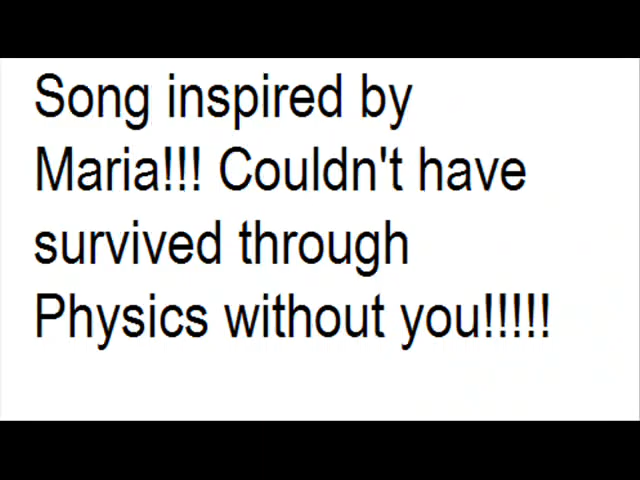 Song inspired by
Maria!!! Couldn't have
survived through
Physics without you!!!!!